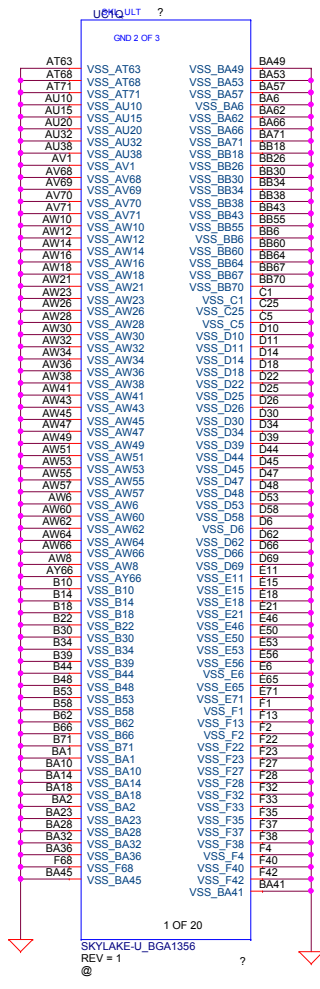 UC1Q
SKL_ULT
?
GND 2 OF 3
AT63 VSS_AT63 VSS_BA49 BA49
AT68 VSS_AT68 VSS_BA53 BA53
AT71 VSS_AT71 VSS_BA57 BA57
AU10 VSS_AU10 VSS_BA6 BA6
AU15 VSS_AU15 VSS_BA62 BA62
AU20 VSS_AU20 VSS_BA66 BA66
AU32 VSS_AU32 VSS_BA71 BA71
AU38 VSS_AU38 VSS_BB18 BB18
AV1 VSS_AV1 VSS_BB26 BB26
AV68 VSS_AV68 VSS_BB30 BB30
AV69 VSS_AV69 VSS_BB34 BB34
AV70 VSS_AV70 VSS_BB38 BB38
AV71 VSS_AV71 VSS_BB43 BB43
AW10 VSS_AW10 VSS_BB55 BB55
AW12 VSS_AW12 VSS_BB6 BB6
AW14 VSS_AW14 VSS_BB60 BB60
AW16 VSS_AW16 VSS_BB64 BB64
AW18 VSS_AW18 VSS_BB67 BB67
AW21 VSS_AW21 VSS_BB70 BB70
AW23 VSS_AW23 VSS_C1 C1
AW26 VSS_AW26 VSS_C25 C25
AW28 VSS_AW28 VSS_C5 C5
AW30 VSS_AW30 VSS_D10 D10
AW32 VSS_AW32 VSS_D11 D11
AW34 VSS_AW34 VSS_D14 D14
AW36 VSS_AW36 VSS_D18 D18
AW38 VSS_AW38 VSS_D22 D22
AW41 VSS_AW41 VSS_D25 D25
AW43 VSS_AW43 VSS_D26 D26
AW45 VSS_AW45 VSS_D30 D30
AW47 VSS_AW47 VSS_D34 D34
AW49 VSS_AW49 VSS_D39 D39
AW51 VSS_AW51 VSS_D44 D44
AW53 VSS_AW53 VSS_D45 D45
AW55 VSS_AW55 VSS_D47 D47
AW57 VSS_AW57 VSS_D48 D48
AW6 VSS_AW6 VSS_D53 D53
AW60 VSS_AW60 VSS_D58 D58
AW62 VSS_AW62 VSS_D6 D6
AW64 VSS_AW64 VSS_D62 D62
AW66 VSS_AW66 VSS_D66 D66
AW8 VSS_AW8 VSS_D69 D69
AY66 VSS_AY66 VSS_E11 E11
B10 VSS_B10 VSS_E15 E15
B14 VSS_B14 VSS_E18 E18
B18 VSS_B18 VSS_E21 E21
B22 VSS_B22 VSS_E46 E46
B30 VSS_B30 VSS_E50 E50
B34 VSS_B34 VSS_E53 E53
B39 VSS_B39 VSS_E56 E56
B44 VSS_B44 VSS_E6 E6
B48 VSS_B48 VSS_E65 E65
B53 VSS_B53 VSS_E71 E71
B58 VSS_B58 VSS_F1 F1
B62 VSS_B62 VSS_F13 F13
B66 VSS_B66 VSS_F2 F2
B71 VSS_B71 VSS_F22 F22
BA1 VSS_BA1 VSS_F23 F23
BA10 VSS_BA10 VSS_F27 F27
BA14 VSS_BA14 VSS_F28 F28
BA18 VSS_BA18 VSS_F32 F32
BA2 VSS_BA2 VSS_F33 F33
BA23 VSS_BA23 VSS_F35 F35
BA28 VSS_BA28 VSS_F37 F37
BA32 VSS_BA32 VSS_F38 F38
BA36 VSS_BA36 VSS_F4 F4
F68 VSS_F68 VSS_F40 F40
BA45 VSS_BA45 VSS_F42 F42
VSS_BA41 BA41
1 OF 20
SKYLAKE-U_BGA1356
REV = 1
?
@